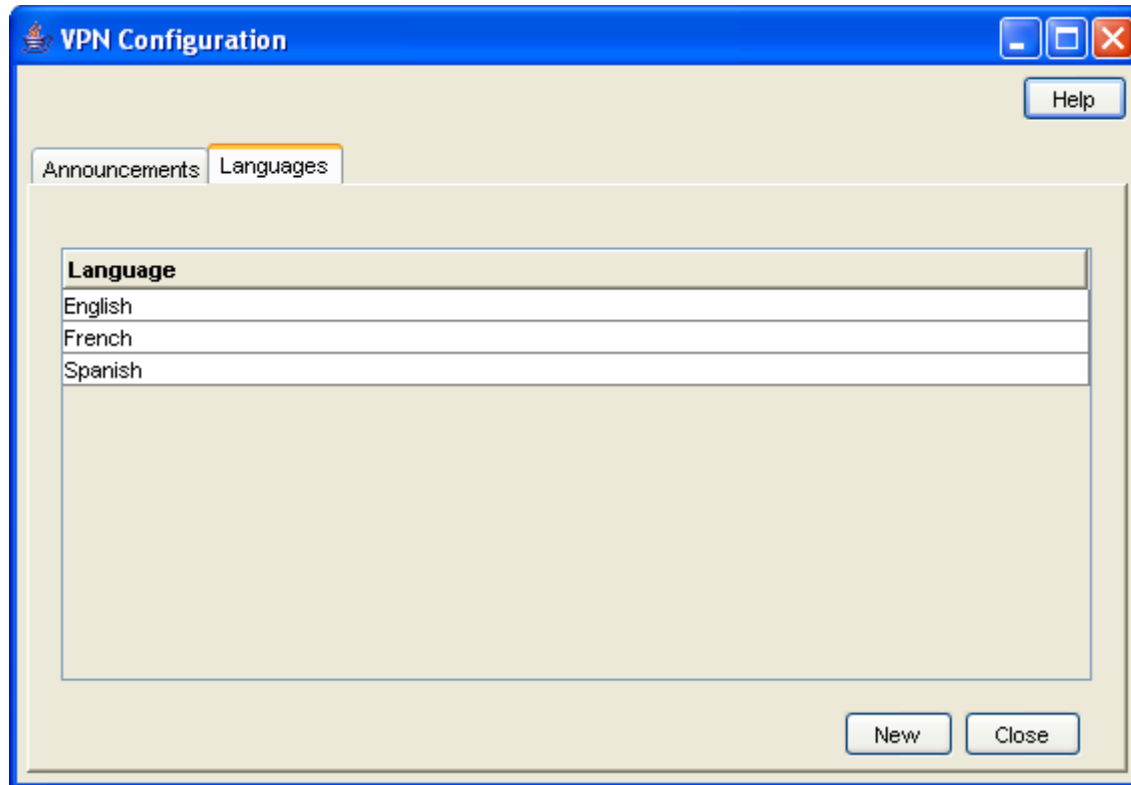 VPN Configuration
Help
Announcements Languages
Language
English
French
Spanish
New Close